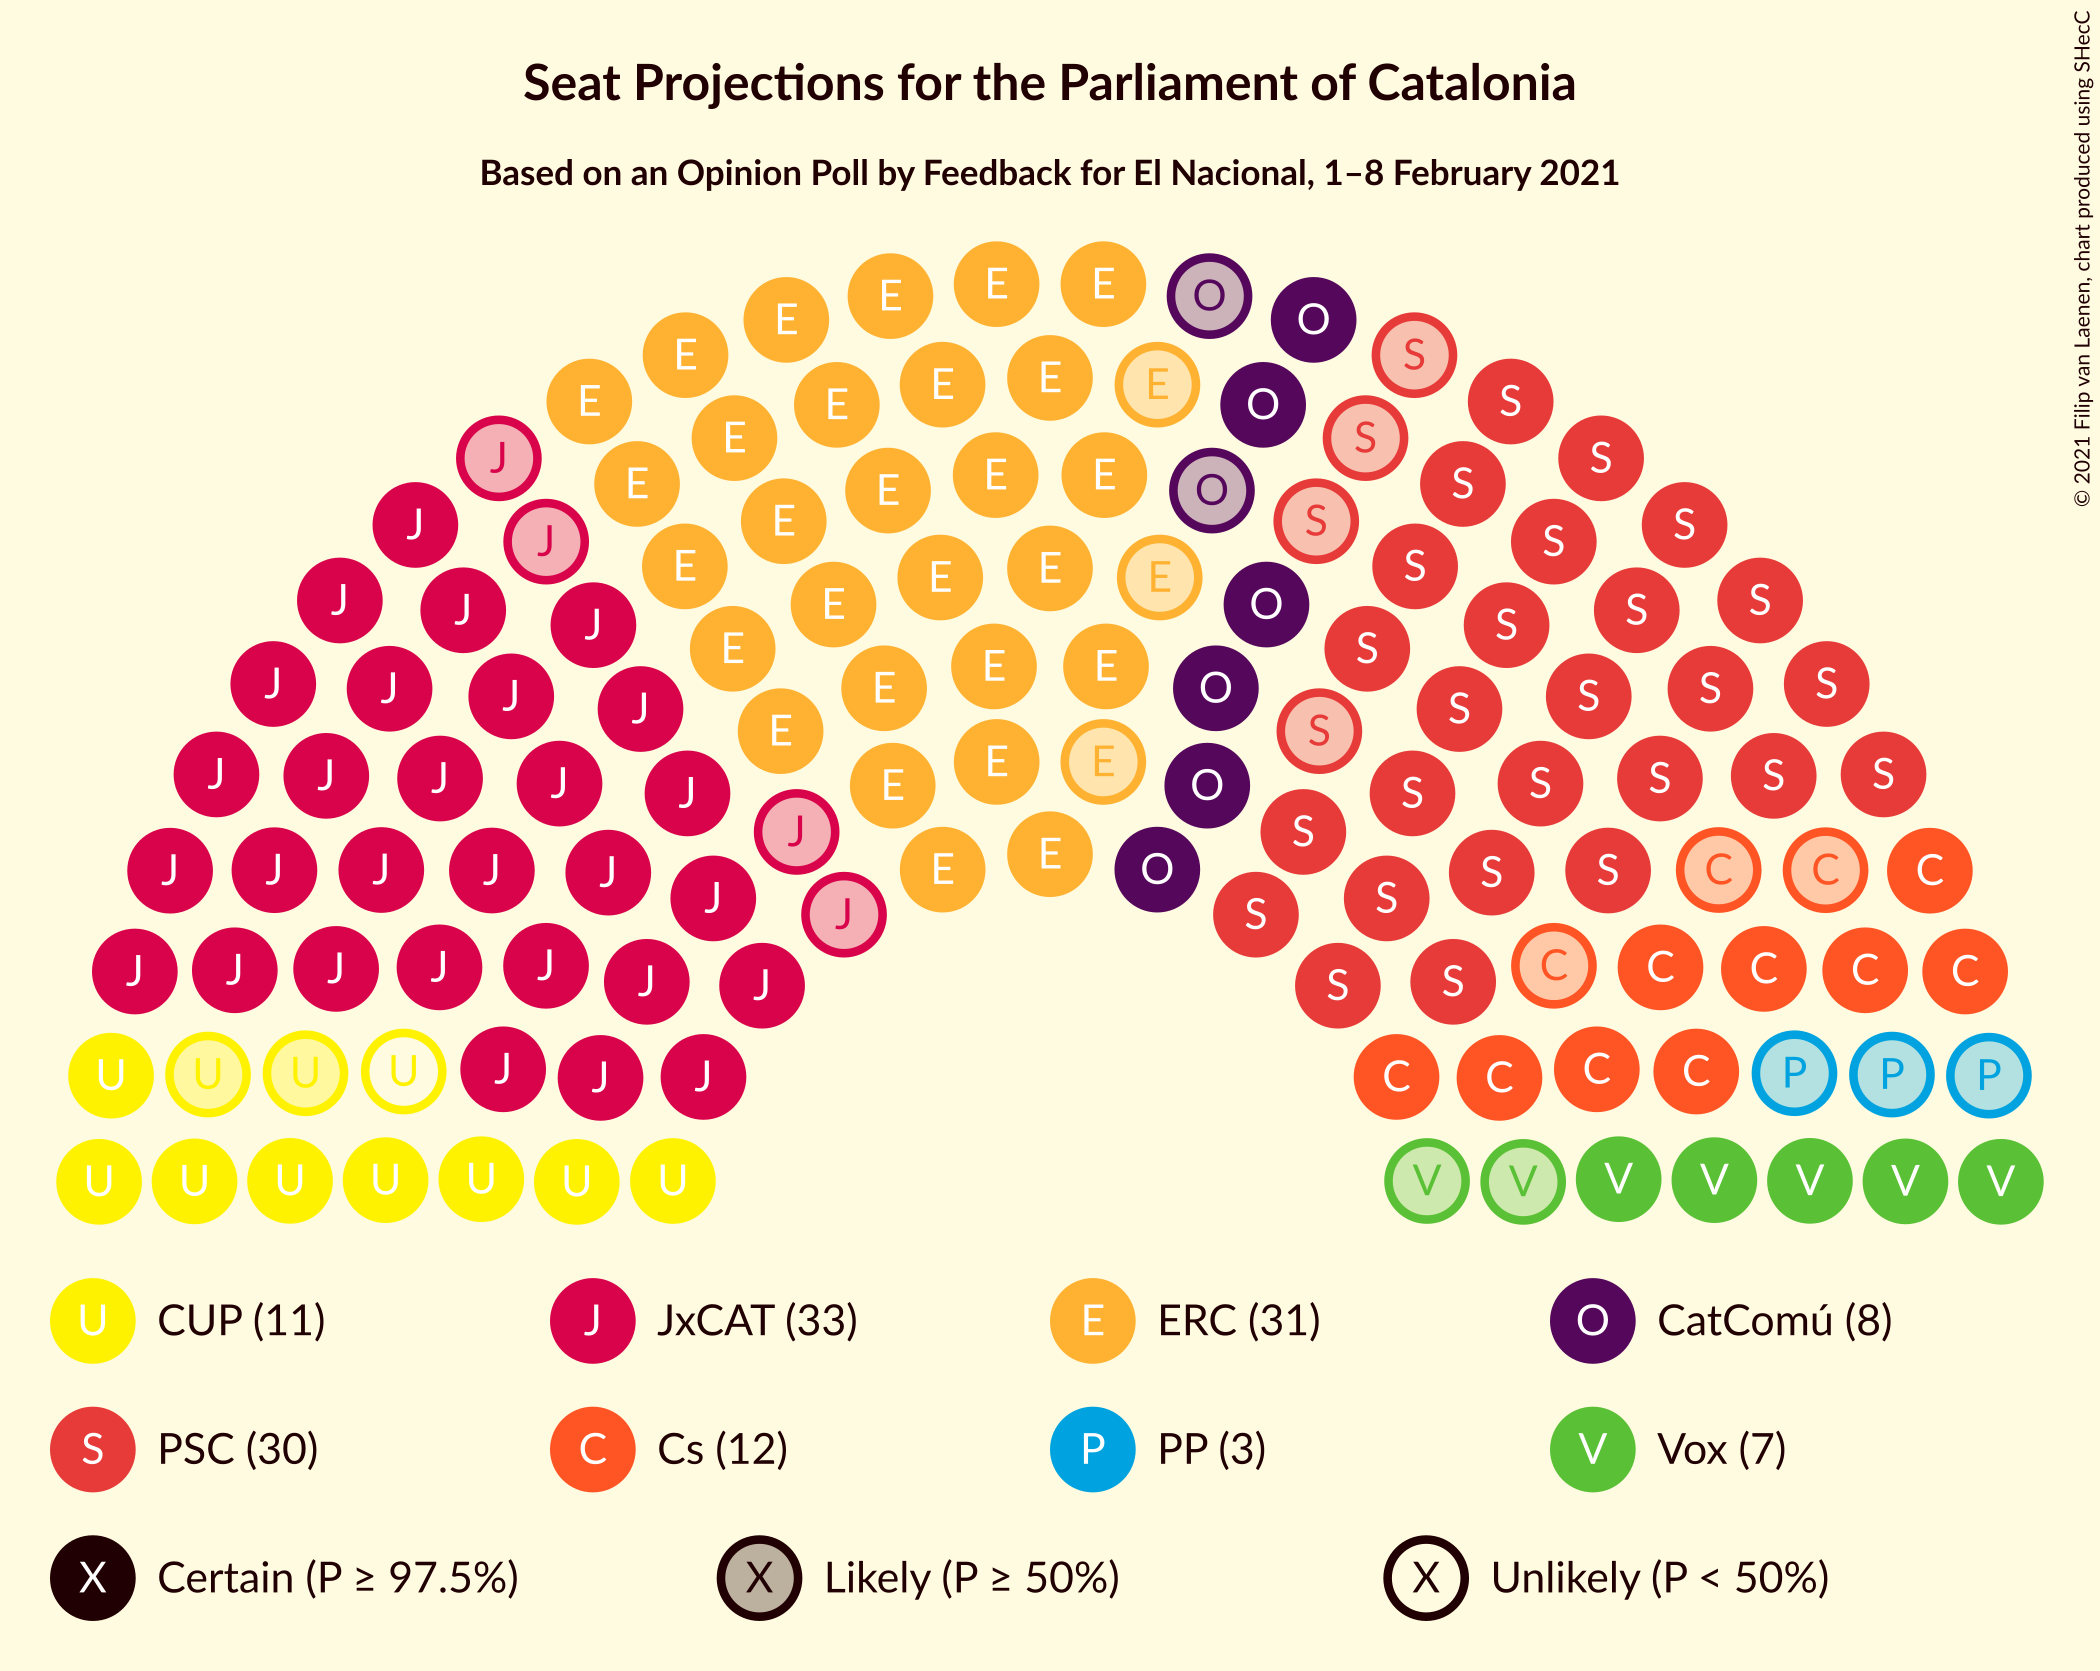 Seat Projections for the Parliament of Catalonia
Based on an Opinion Poll by Feedback for El Nacional, 1–8 February 2021
© 2021 Filip van Laenen, chart produced using SHecC
E E O
E E O
E S
E E E O S
J E E E O S S
E E E O S
J J E E S S S
J E E E E O S S
J J J E E S S S
J J J E E E O S S S S
J J J J J E E E O S S S S S S
J J J J J J E E O S S S S C C C
J J J J J J J J S S S S C C C C C
U U U U J J J C C C C P P P
U U U U U U U V V V V V V V
U CUP (11) J JxCAT (33) E ERC (31) O CatComú (8)
S PSC (30) C Cs (12) P PP (3) V Vox (7)
X Certain (P ≥ 97.5%) X Likely (P ≥ 50%) X Unlikely (P < 50%)